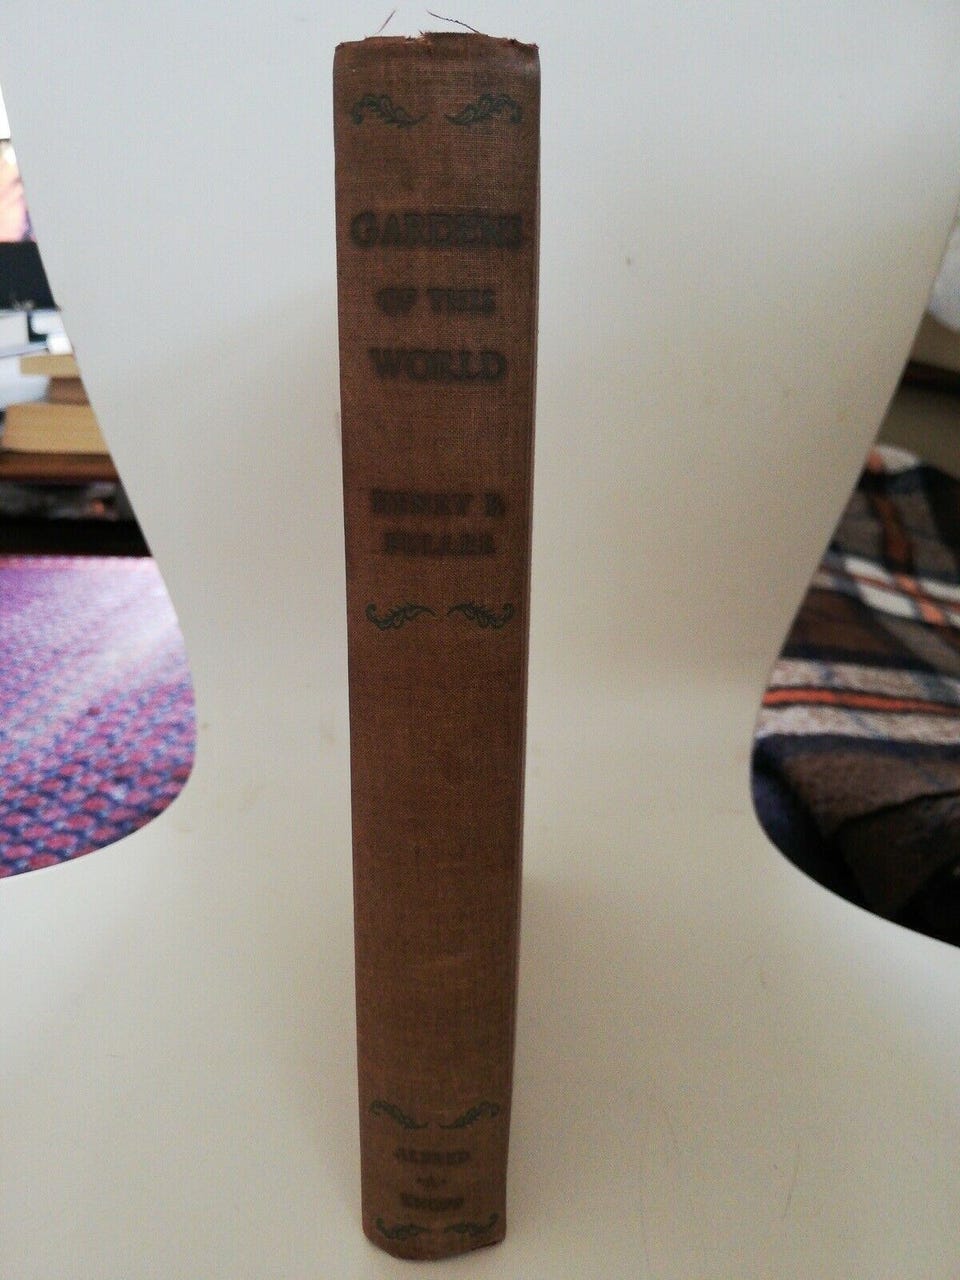 GARDENS
OF THIS
WORLD
HENRY B.
FULLER
ALFRED
·A·
KNOPF